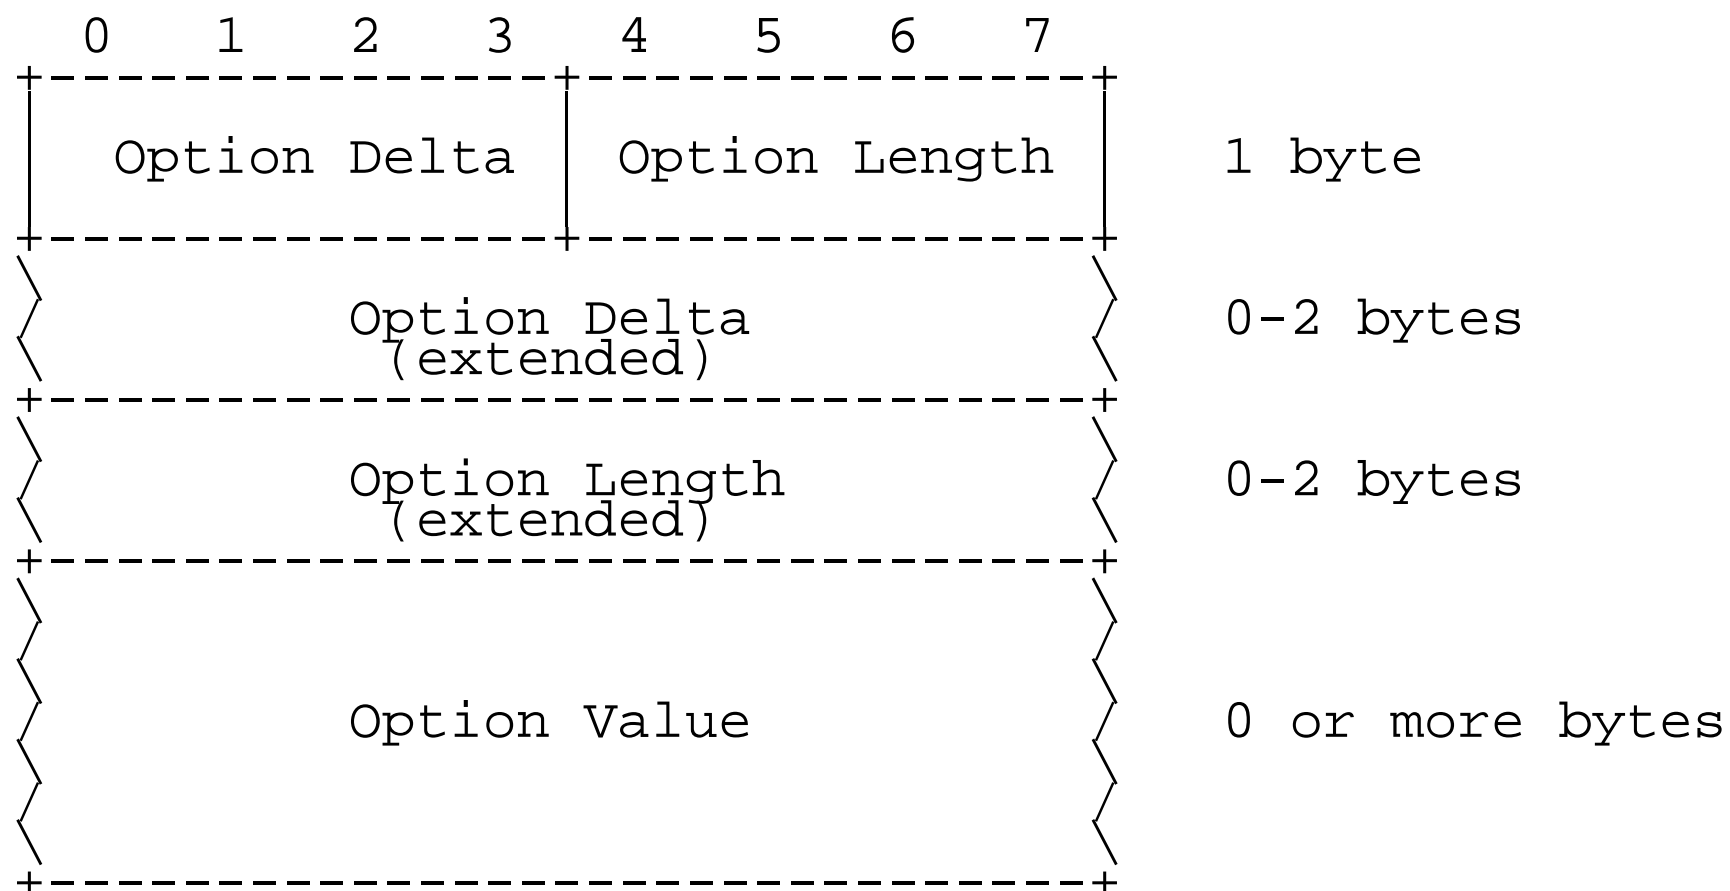 0 1 2 3 4 5 6 7
Option Delta Option Length 1 byte
Option Delta 0-2 bytes
(extended)
Option Length 0-2 bytes
(extended)
Option Value 0 or more bytes